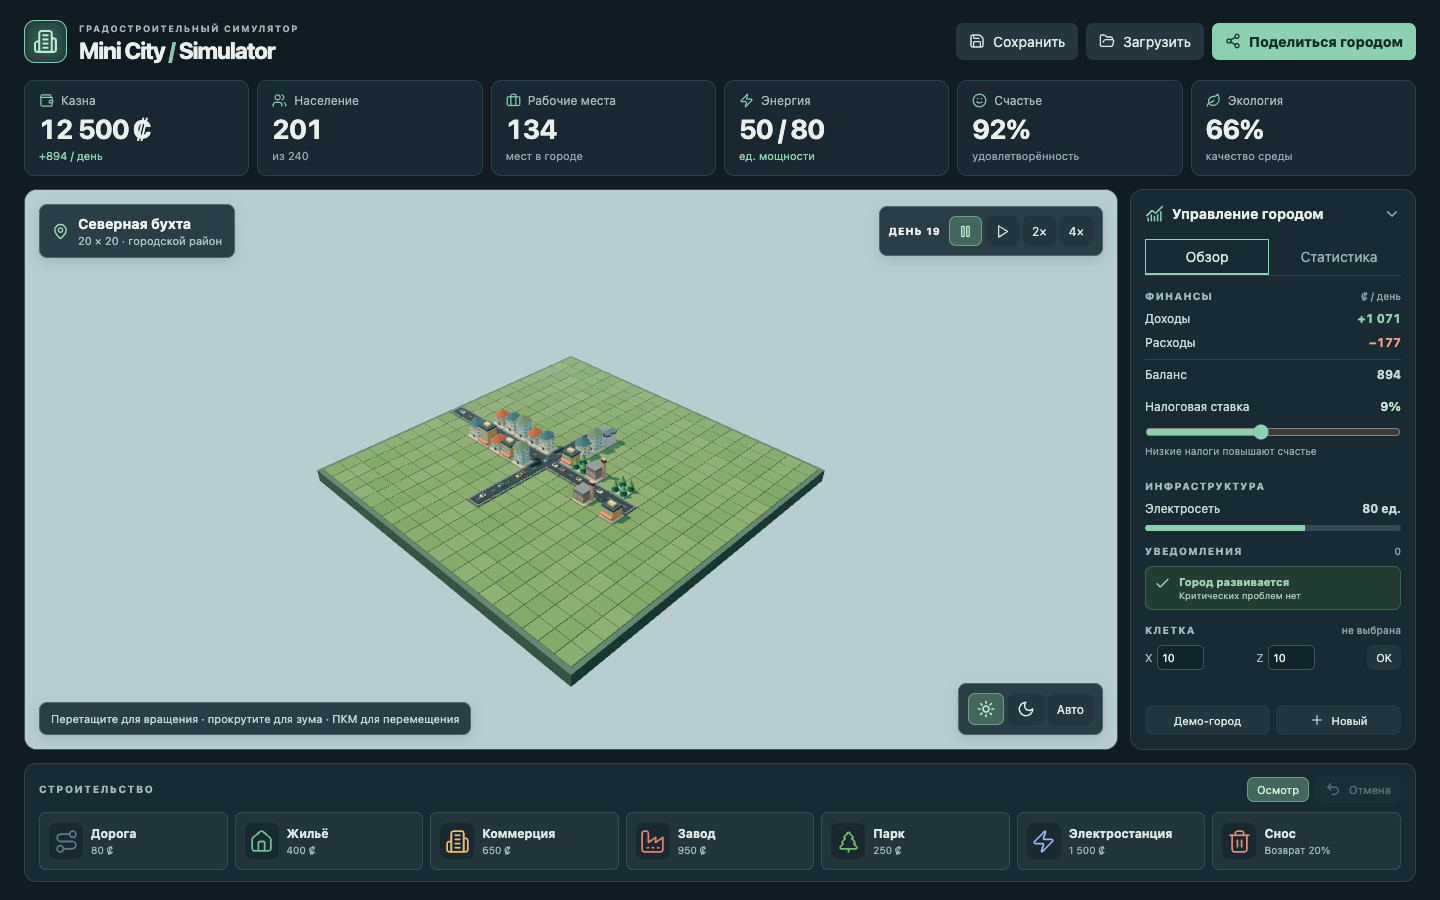 ГРАДОСТРОИТЕЛЬНЫЙ СИМУЛЯТОР
Mini City / Simulator
Сохранить
Загрузить
Поделиться городом
Казна
12 500 ₡
+894 / день
Население
201
из 240
Рабочие места
134
мест в городе
Энергия
50 / 80
ед. мощности
Счастье
92%
удовлетворённость
Экология
66%
качество среды
Северная бухта
20 × 20 · городской район
ДЕНЬ 19
2×
4×
Перетащите для вращения · прокрутите для зума · ПКМ для перемещения
Авто
Управление городом
Обзор
Статистика
ФИНАНСЫ
₡ / день
Доходы
+1 071
Расходы
−177
Баланс
894
Налоговая ставка
9%
Низкие налоги повышают счастье
ИНФРАСТРУКТУРА
Электросеть
80 ед.
УВЕДОМЛЕНИЯ
0
Город развивается
Критических проблем нет
КЛЕТКА
не выбрана
X 10
Z 10
ОК
Демо-город
Новый
СТРОИТЕЛЬСТВО
Осмотр
Отмена
Дорога
80 ₡
Жильё
400 ₡
Коммерция
650 ₡
Завод
950 ₡
Парк
250 ₡
Электростанция
1 500 ₡
Снос
Возврат 20%